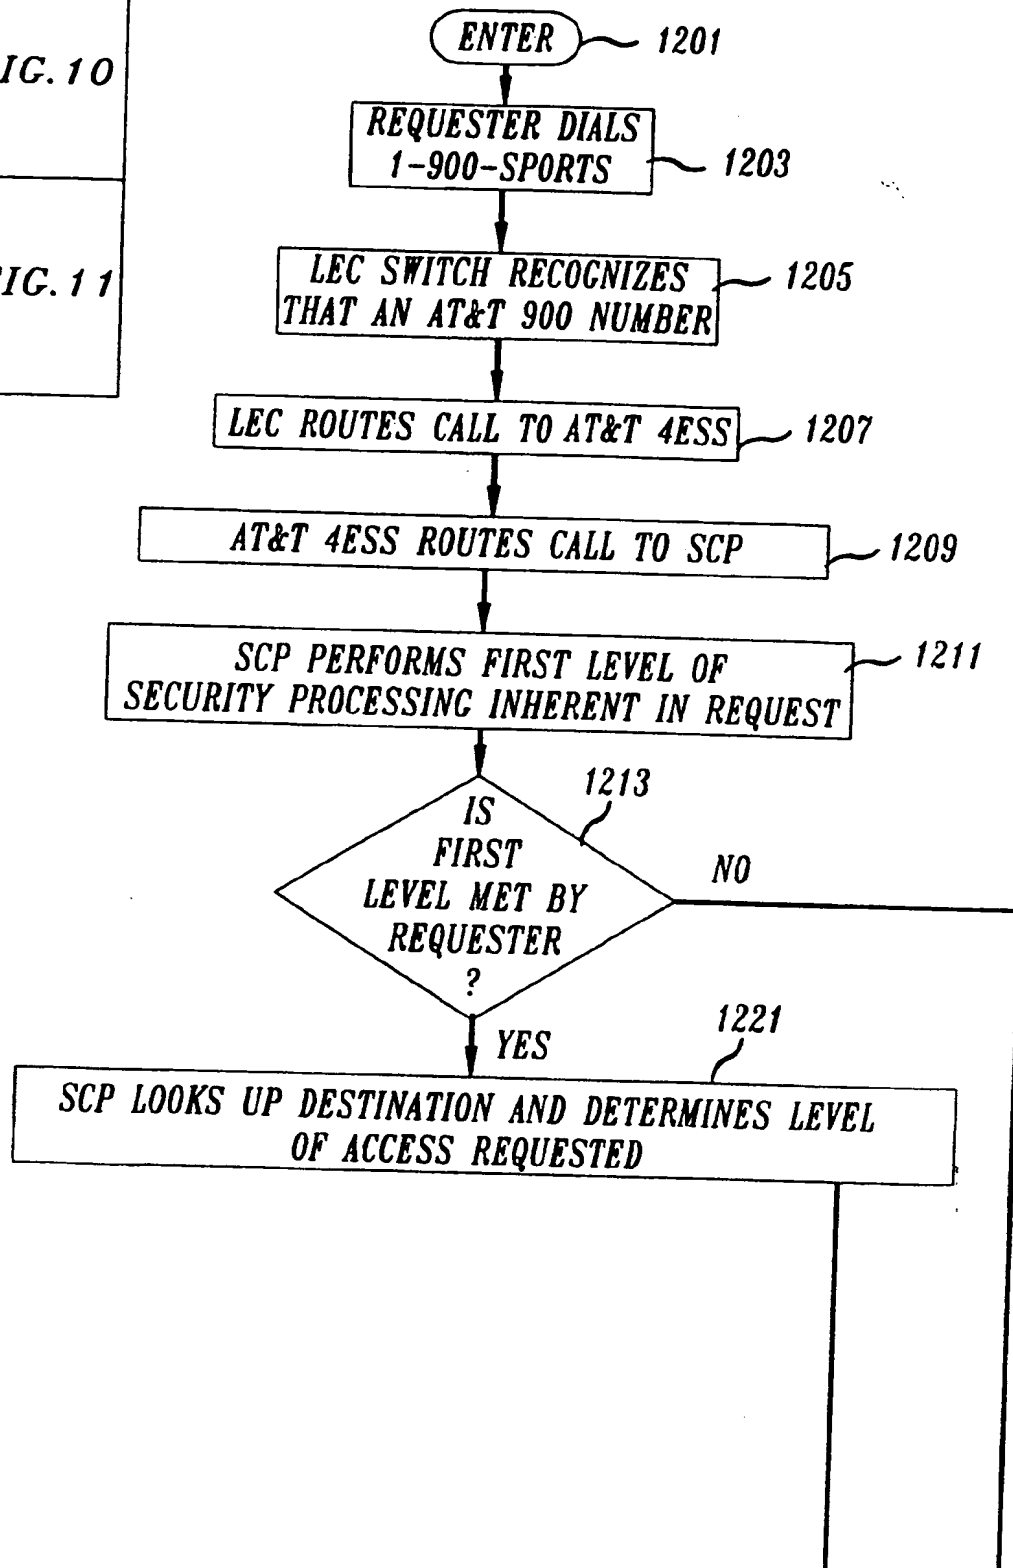 IG. 10
IG. 11
ENTER
1201
REQUESTER DIALS
1-900-SPORTS
1203
LEC SWITCH RECOGNIZES
THAT AN AT&T 900 NUMBER
1205
LEC ROUTES CALL TO AT&T 4ESS
1207
AT&T 4ESS ROUTES CALL TO SCP
1209
SCP PERFORMS FIRST LEVEL OF
SECURITY PROCESSING INHERENT IN REQUEST
1211
1213
IS
FIRST
LEVEL MET BY
REQUESTER
?
NO
YES
1221
SCP LOOKS UP DESTINATION AND DETERMINES LEVEL
OF ACCESS REQUESTED